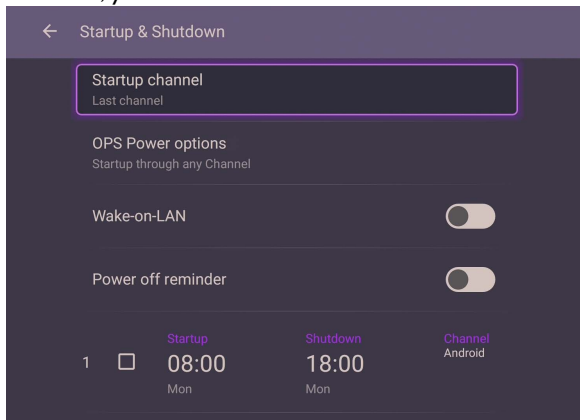 Startup & Shutdown
Startup channel
Last channel
OPS Power options
Startup through any Channel
Wake-on-LAN
Power off reminder
Startup Shutdown Channel
1 08:00 18:00 Android
Mon Mon